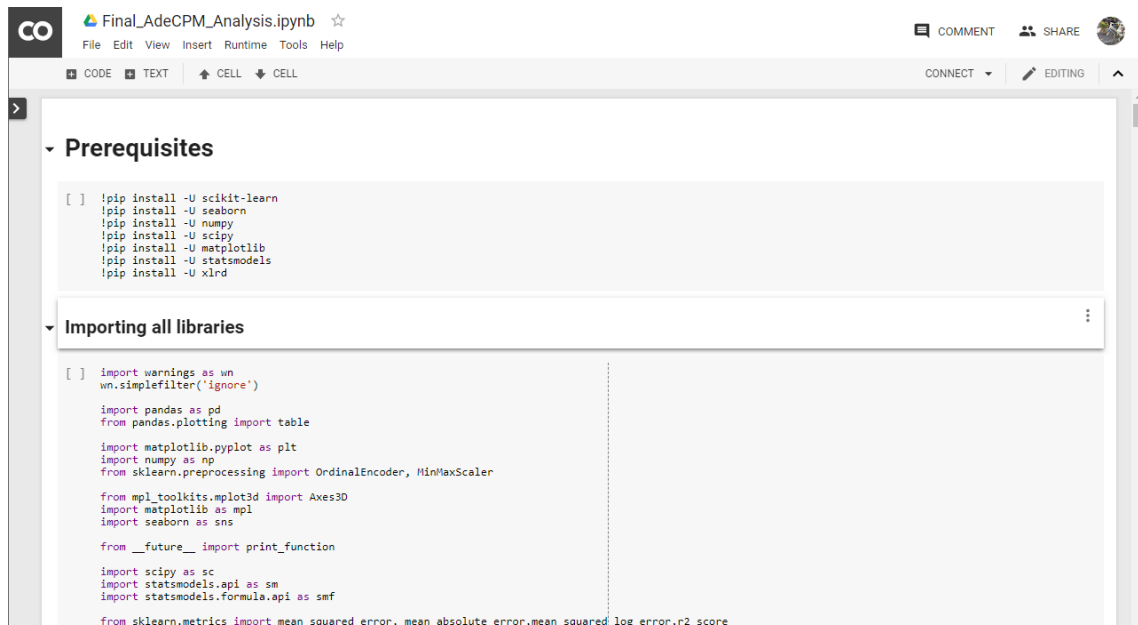 CO
Final_AdeCPM_Analysis.ipynb
File Edit View Insert Runtime Tools Help
COMMENT SHARE
CODE TEXT CELL CELL
CONNECT EDITING
Prerequisites
[ ] !pip install -U scikit-learn
!pip install -U seaborn
!pip install -U numpy
!pip install -U scipy
!pip install -U matplotlib
!pip install -U statsmodels
!pip install -U xlrd
Importing all libraries
[ ] import warnings as wn
wn.simplefilter('ignore')
import pandas as pd
from pandas.plotting import table
import matplotlib.pyplot as plt
import numpy as np
from sklearn.preprocessing import OrdinalEncoder, MinMaxScaler
from mpl_toolkits.mplot3d import Axes3D
import matplotlib as mpl
import seaborn as sns
from __future__ import print_function
import scipy as sc
import statsmodels.api as sm
import statsmodels.formula.api as smf
from sklearn.metrics import mean_squared_error, mean_absolute_error,mean_squared_log_error,r2_score